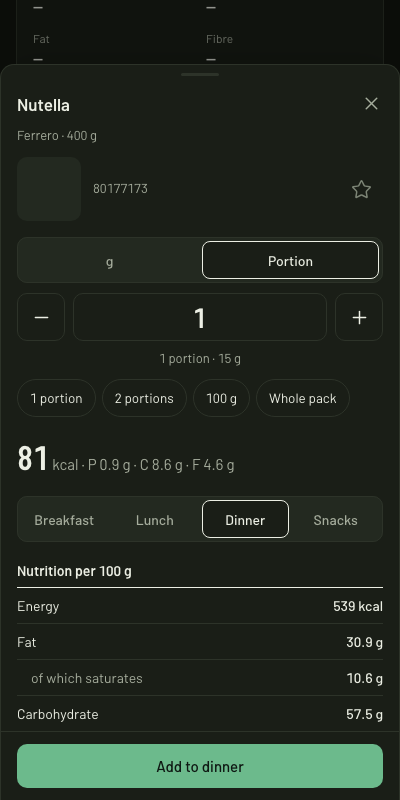 —
—
Fat
Fibre
—
—
Nutella
Ferrero · 400 g
80177173
g
Portion
1
1 portion · 15 g
1 portion
2 portions
100 g
Whole pack
81 kcal · P 0.9 g · C 8.6 g · F 4.6 g
Breakfast
Lunch
Dinner
Snacks
Nutrition per 100 g
Energy
539 kcal
Fat
30.9 g
of which saturates
10.6 g
Carbohydrate
57.5 g
Add to dinner